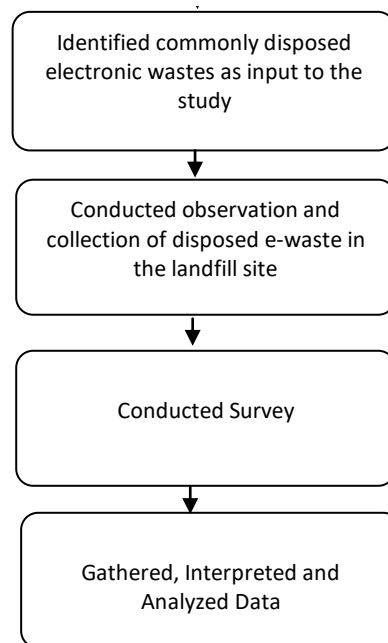 Identified commonly disposed
electronic wastes as input to the
study
Conducted observation and
collection of disposed e-waste in
the landfill site
Conducted Survey
Gathered, Interpreted and
Analyzed Data